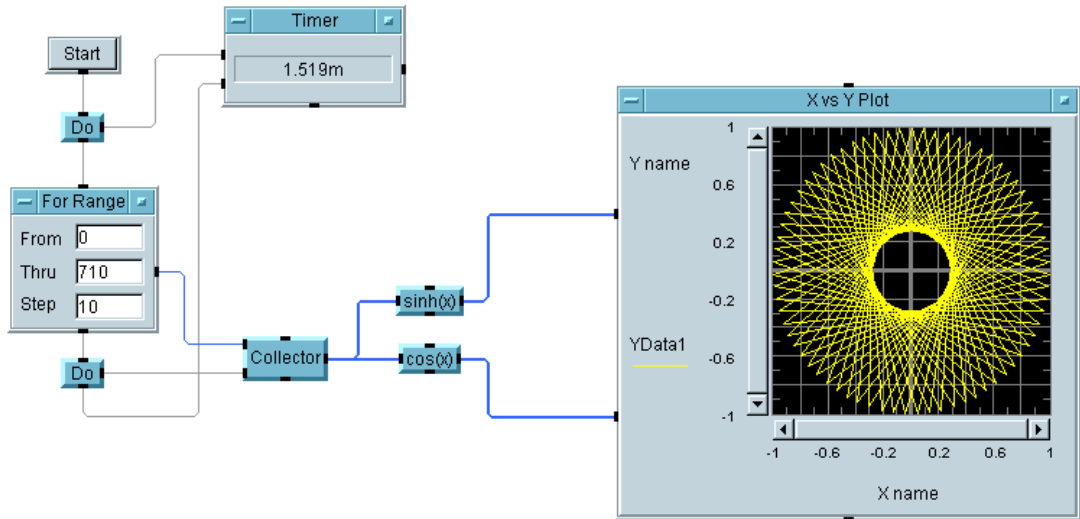 Timer
Start
1.519m
Do
X vs Y Plot
For Range
From 0
Thru 710
Step 10
Do
Collector
sinh(x)
cos(x)
Y name
YData1
1
0.6
0.2
-0.2
-0.6
-1
-1 -0.6 -0.2 0.2 0.6 1
X name